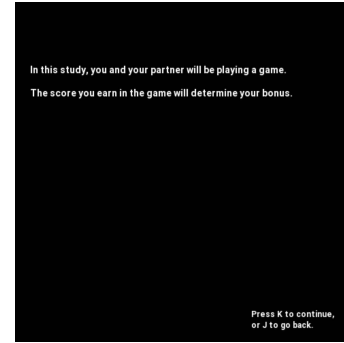 In this study, you and your partner will be playing a game.
The score you earn in the game will determine your bonus.
Press K to continue,
or J to go back.